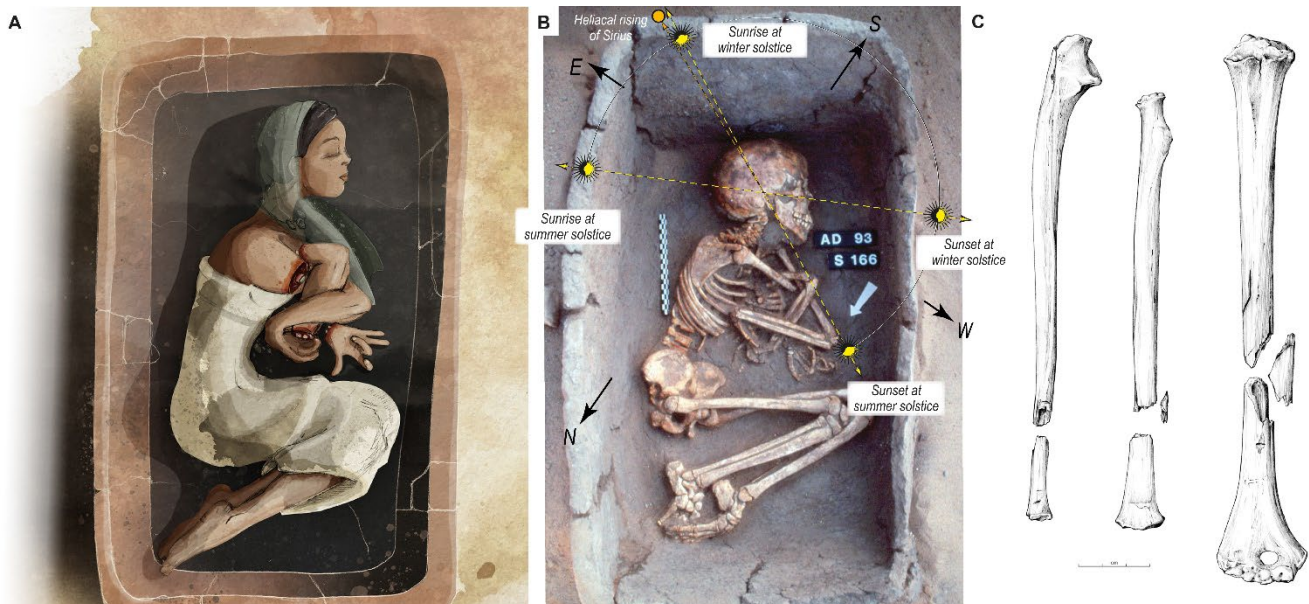 A
B
C
Heliacal rising
of Sirius
Sunrise at
winter solstice
S
E
Sunrise at
summer solstice
AD 93
S 166
Sunset at
winter solstice
W
Sunset at
summer solstice
N
cm